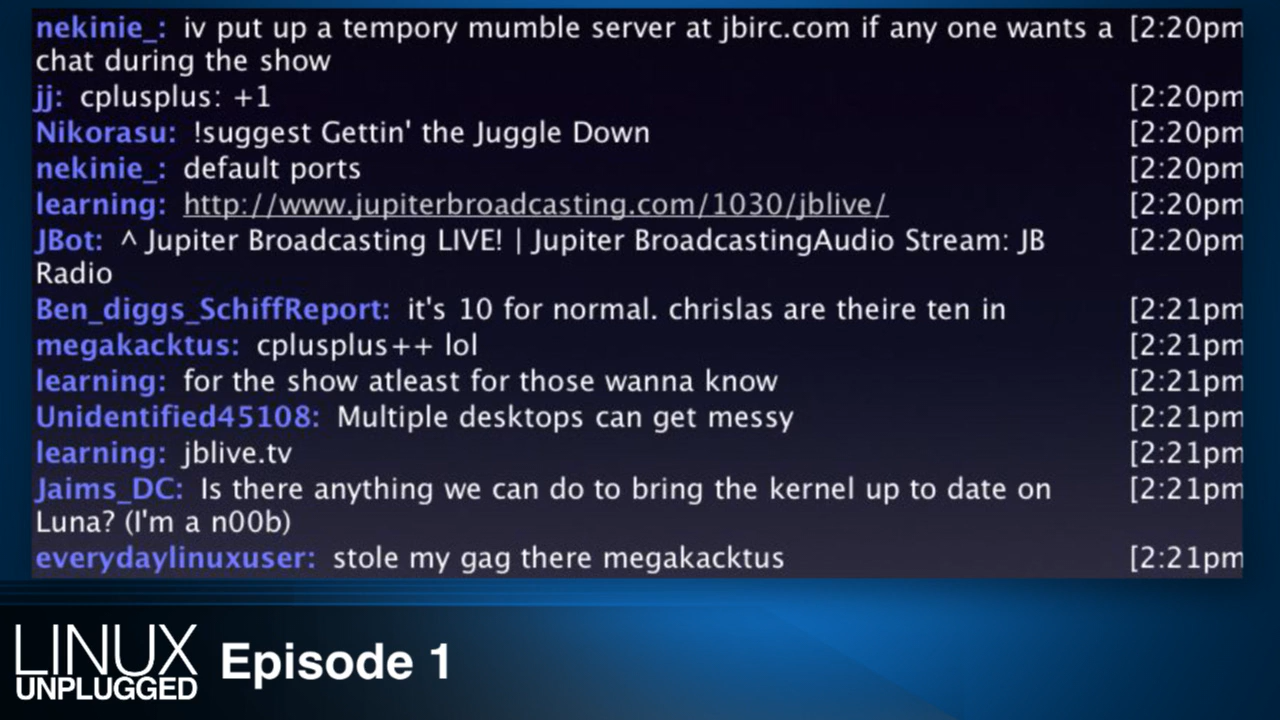 nekinie_: iv put up a tempory mumble server at jbirc.com if any one wants a [2:20pm
chat during the show
jj: cplusplus: +1 [2:20pm
Nikorasu: !suggest Gettin' the Juggle Down [2:20pm
nekinie_: default ports [2:20pm
learning: http://www.jupiterbroadcasting.com/1030/jblive/ [2:20pm
JBot: ^ Jupiter Broadcasting LIVE! | Jupiter BroadcastingAudio Stream: JB [2:20pm
Radio
Ben_diggs_SchiffReport: it's 10 for normal. chrislas are theire ten in [2:21pm
megakacktus: cplusplus++ lol [2:21pm
learning: for the show atleast for those wanna know [2:21pm
Unidentified45108: Multiple desktops can get messy [2:21pm
learning: jblive.tv [2:21pm
Jaims_DC: Is there anything we can do to bring the kernel up to date on [2:21pm
Luna? (I'm a n00b)
everydaylinuxuser: stole my gag there megakacktus [2:21pm
LINUX
UNPLUGGED
Episode 1